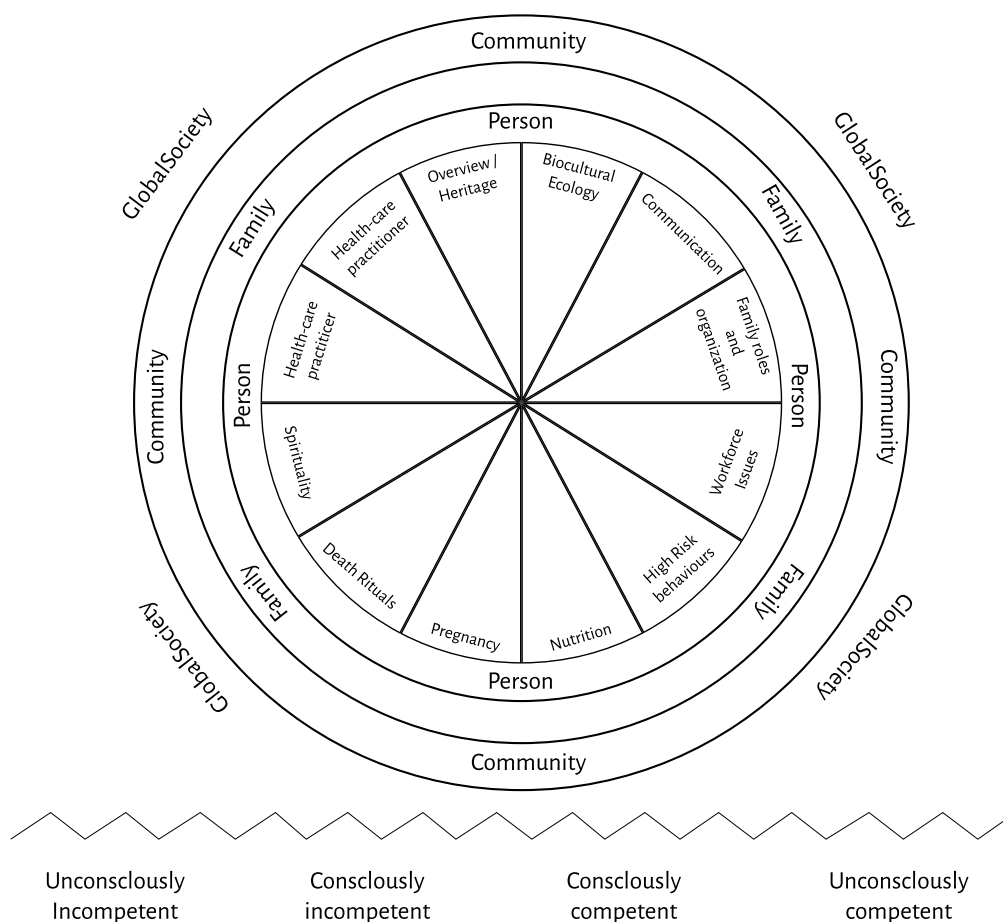 Community
GlobalSociety
GlobalSociety
Person
Family
Family
Overview /
Heritage
Biocultural
Ecology
Communication
Family roles
and
organization
Workforce
Issues
High Risk
behaviours
Nutrition
Pregnancy
Death Rituals
Spirituality
Health-care
practiticer
Health-care
practitioner
Community
Person
Person
Community
Family
Family
GlobalSociety
GlobalSociety
Person
Community
Unconsclously
Incompetent
Consclously
incompetent
Consclously
competent
Unconsclously
competent